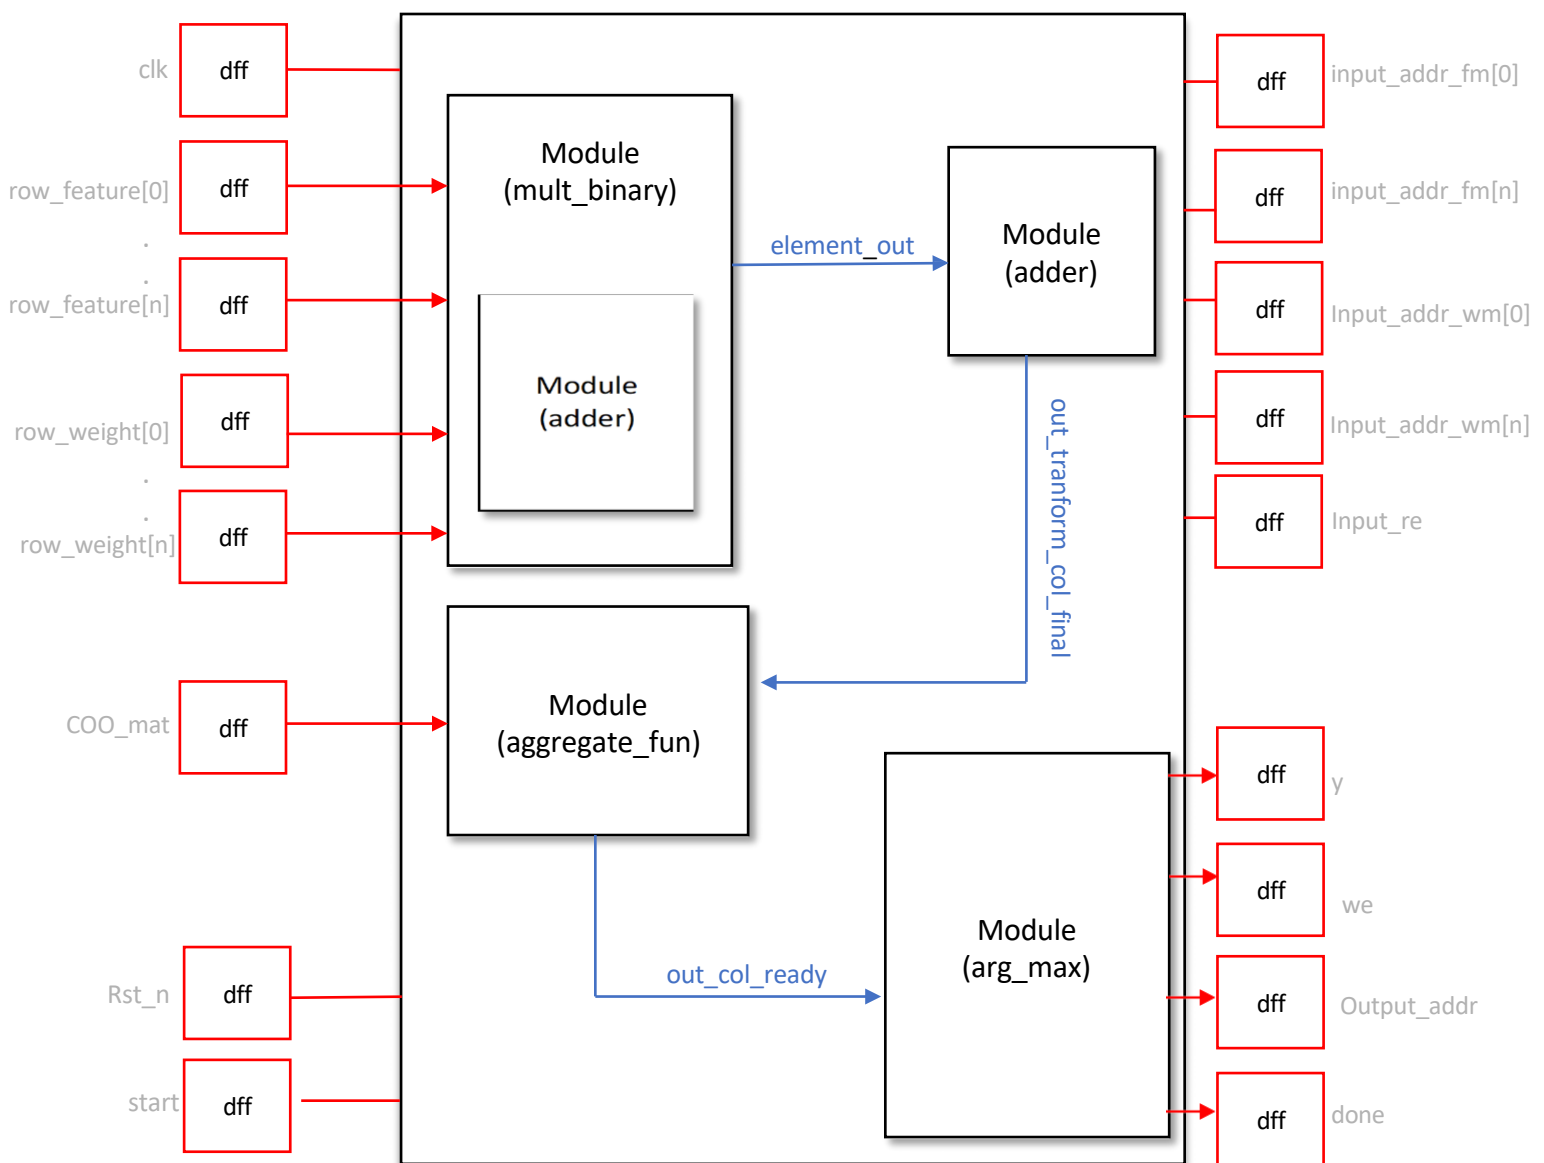 clk
dff
row_feature[0]
dff
.
.
row_feature[n]
dff
row_weight[0]
dff
.
.
row_weight[n]
dff
COO_mat
dff
Rst_n
dff
start
dff
Module
(mult_binary)
Module
(adder)
element_out
Module
(adder)
out_tranform_col_final
Module
(aggregate_fun)
out_col_ready
Module
(arg_max)
dff
input_addr_fm[0]
dff
input_addr_fm[n]
dff
Input_addr_wm[0]
dff
Input_addr_wm[n]
dff
Input_re
dff
y
dff
we
dff
Output_addr
dff
done